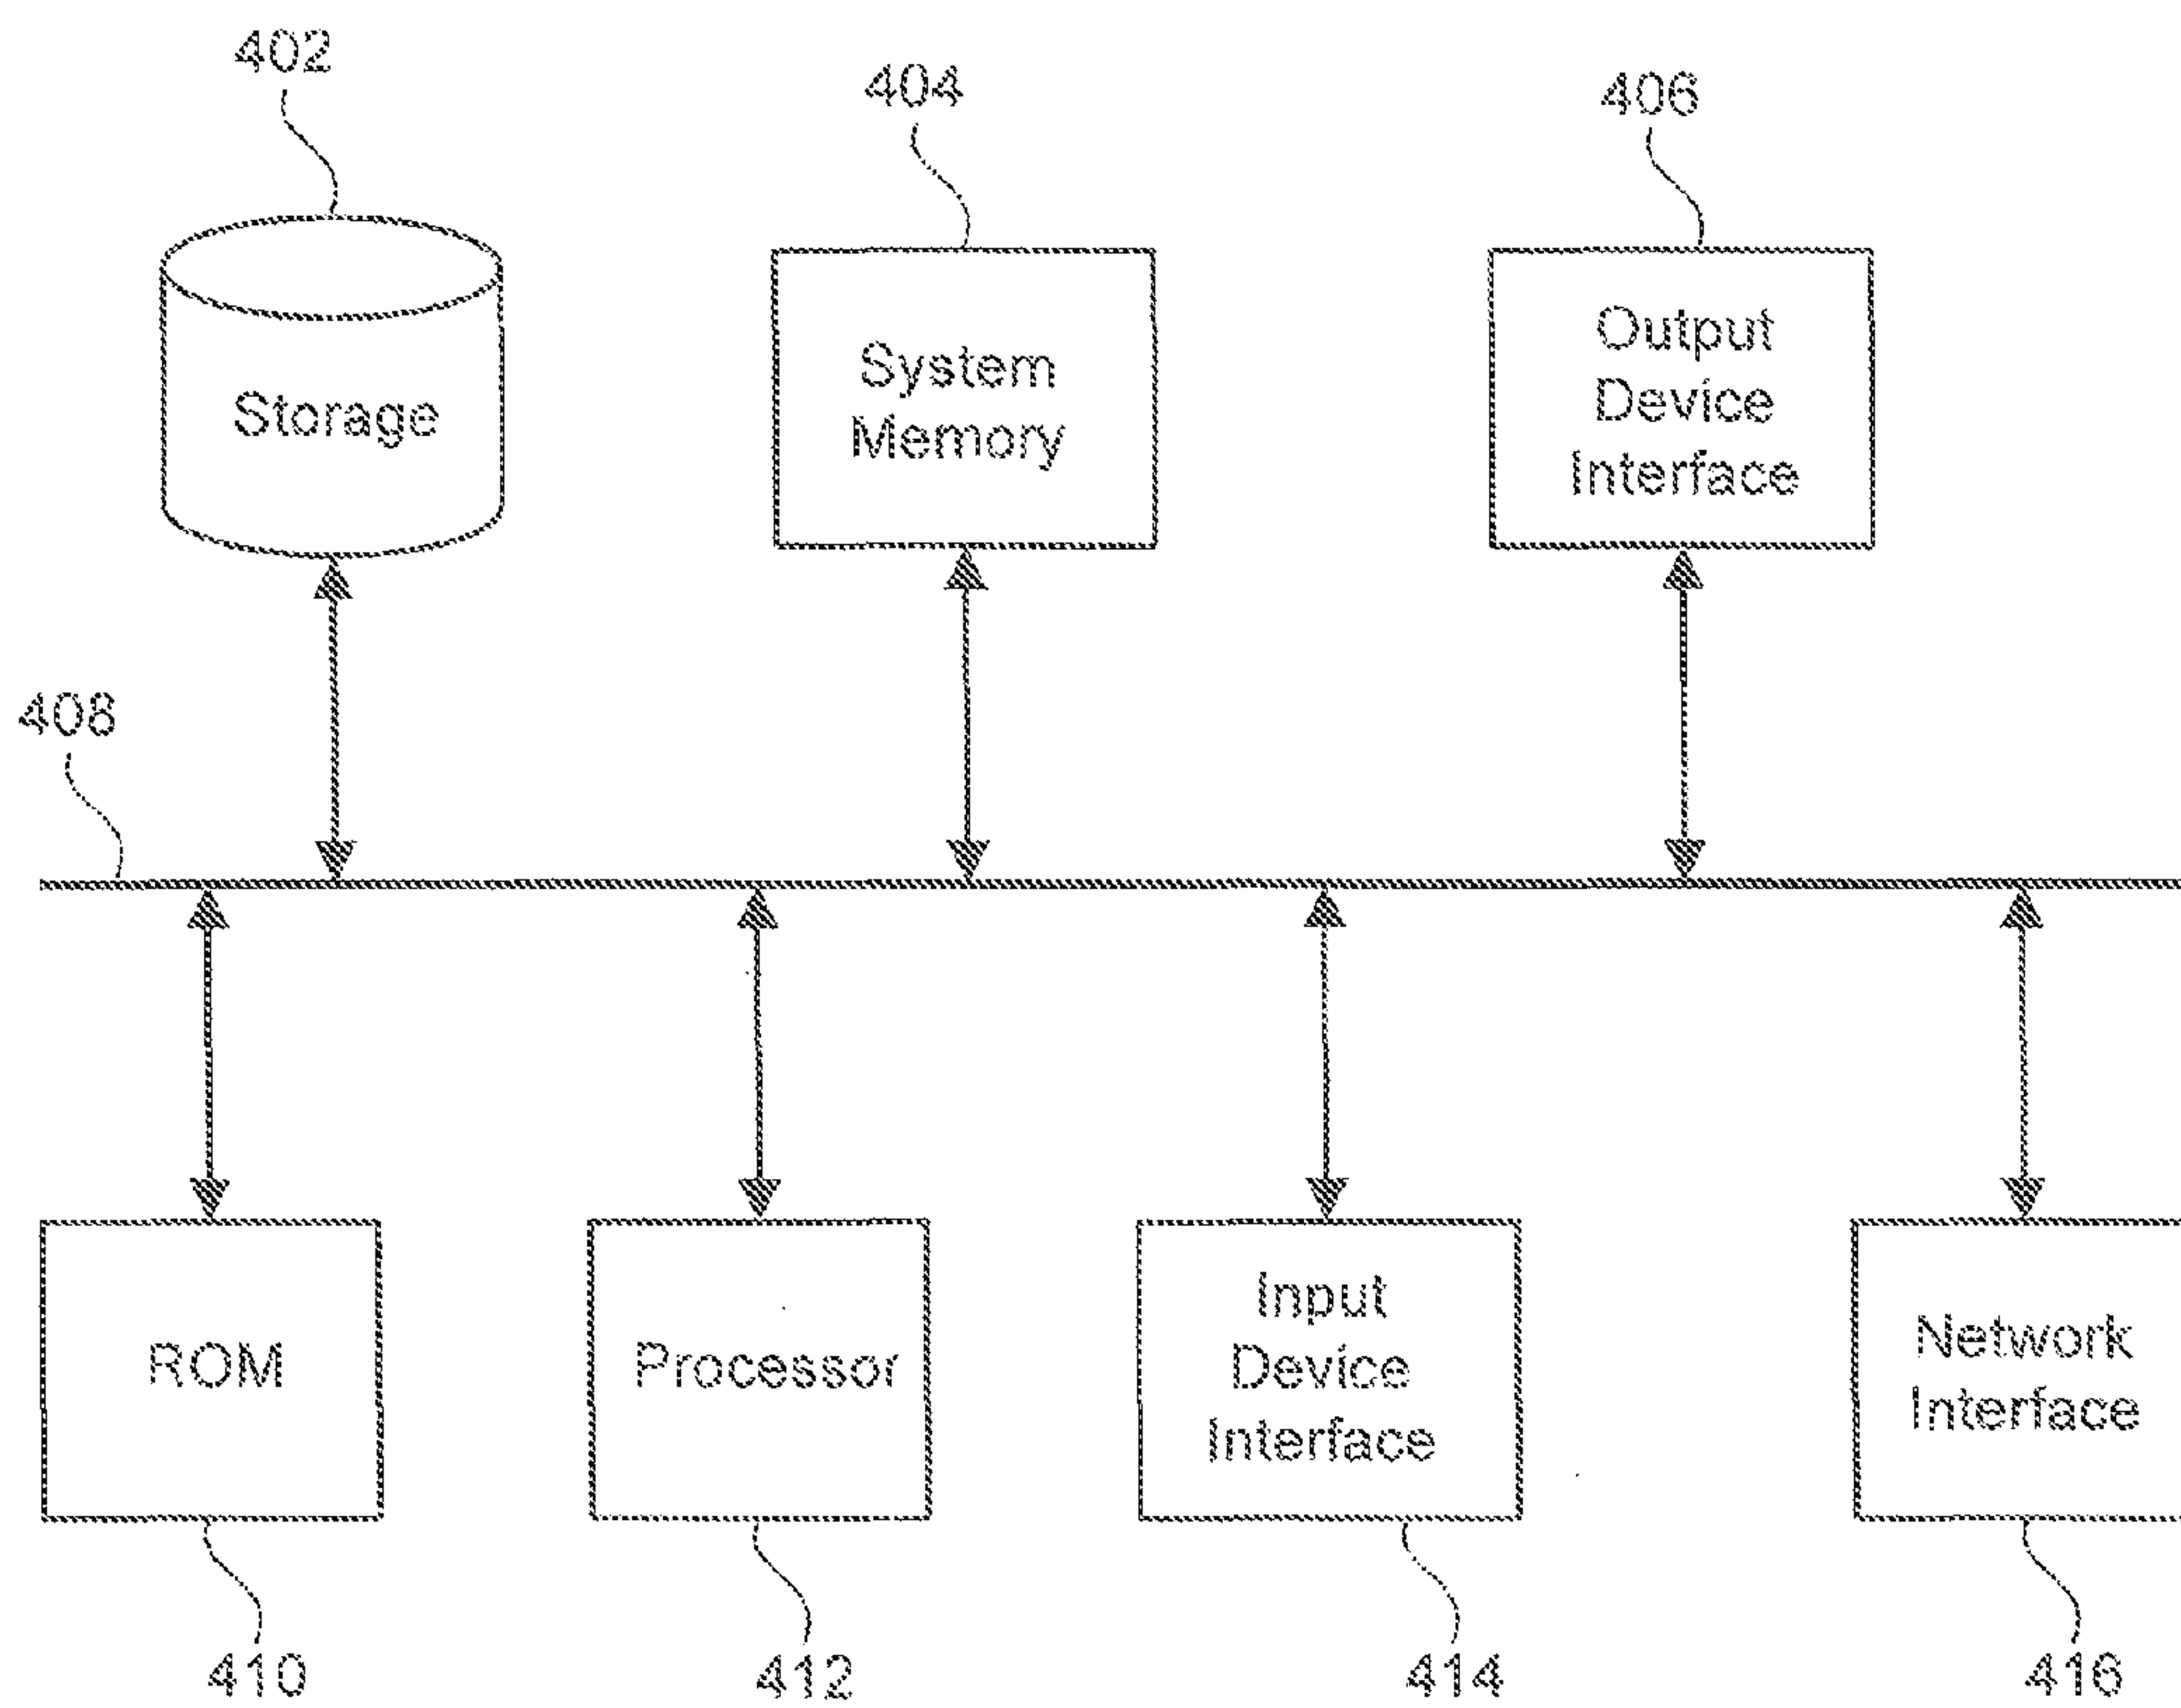 402
404
406
Storage
System
Memory
Output
Device
Interface
408
ROM
Processor
Input
Device
Interface
Network
Interface
410
412
414
416